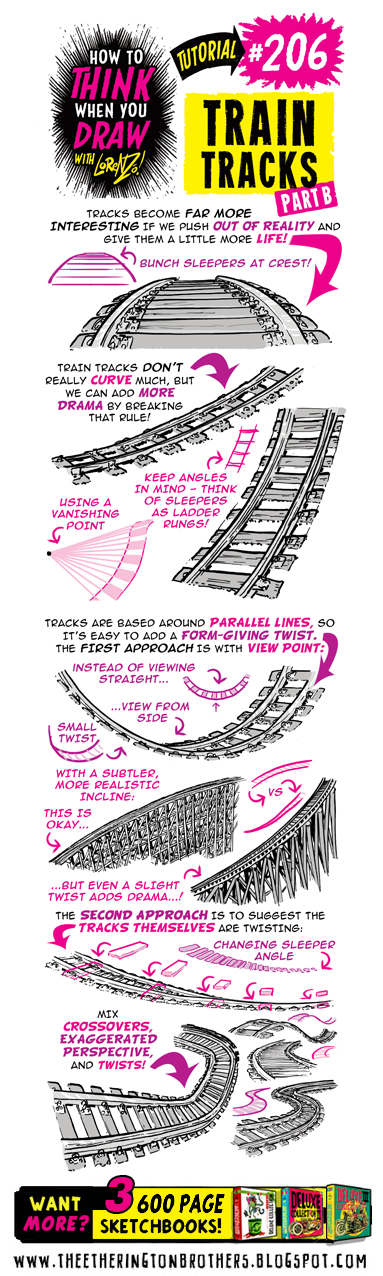 HOW TO
THINK
WHEN YOU
DRAW
WITH LORENZO!
TUTORIAL
#206
TRAIN
TRACKS
PART B
TRACKS BECOME FAR MORE
INTERESTING IF WE PUSH OUT OF REALITY AND
GIVE THEM A LITTLE MORE LIFE!
BUNCH SLEEPERS AT CREST!
TRAIN TRACKS DON'T
REALLY CURVE MUCH, BUT
WE CAN ADD MORE
DRAMA BY BREAKING
THAT RULE!
KEEP ANGLES
IN MIND - THINK
OF SLEEPERS
AS LADDER
RUNGS!
USING A
VANISHING
POINT
TRACKS ARE BASED AROUND PARALLEL LINES, SO
IT'S EASY TO ADD A FORM-GIVING TWIST.
THE FIRST APPROACH IS WITH VIEW POINT:
INSTEAD OF VIEWING
STRAIGHT...
...VIEW FROM
SIDE
SMALL
TWIST
WITH A SUBTLER,
MORE REALISTIC
INCLINE:
THIS IS
OKAY...
VS
...BUT EVEN A SLIGHT
TWIST ADDS DRAMA...!
THE SECOND APPROACH IS TO SUGGEST THE
TRACKS THEMSELVES ARE TWISTING:
CHANGING SLEEPER
ANGLE
MIX
CROSSOVERS,
EXAGGERATED
PERSPECTIVE,
AND TWISTS!
WANT
MORE?
3 600 PAGE
SKETCHBOOKS!
DELUXE
WWW.THEETHERINGTONBROTHERS.BLOGSPOT.COM